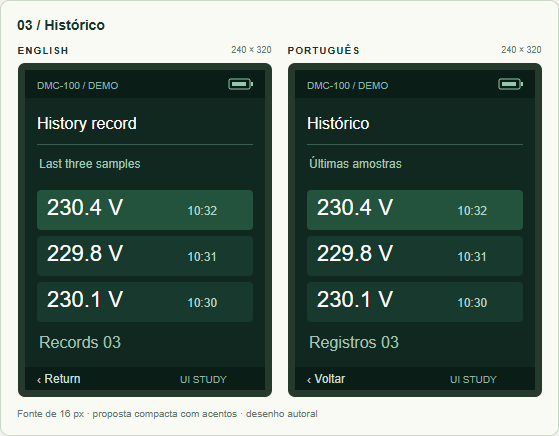 03 / Histórico
ENGLISH 240 × 320
DMC-100 / DEMO
History record
Last three samples
230.4 V 10:32
229.8 V 10:31
230.1 V 10:30
Records 03
‹ Return UI STUDY
PORTUGUÊS 240 × 320
DMC-100 / DEMO
Histórico
Últimas amostras
230.4 V 10:32
229.8 V 10:31
230.1 V 10:30
Registros 03
‹ Voltar UI STUDY
Fonte de 16 px · proposta compacta com acentos · desenho autoral